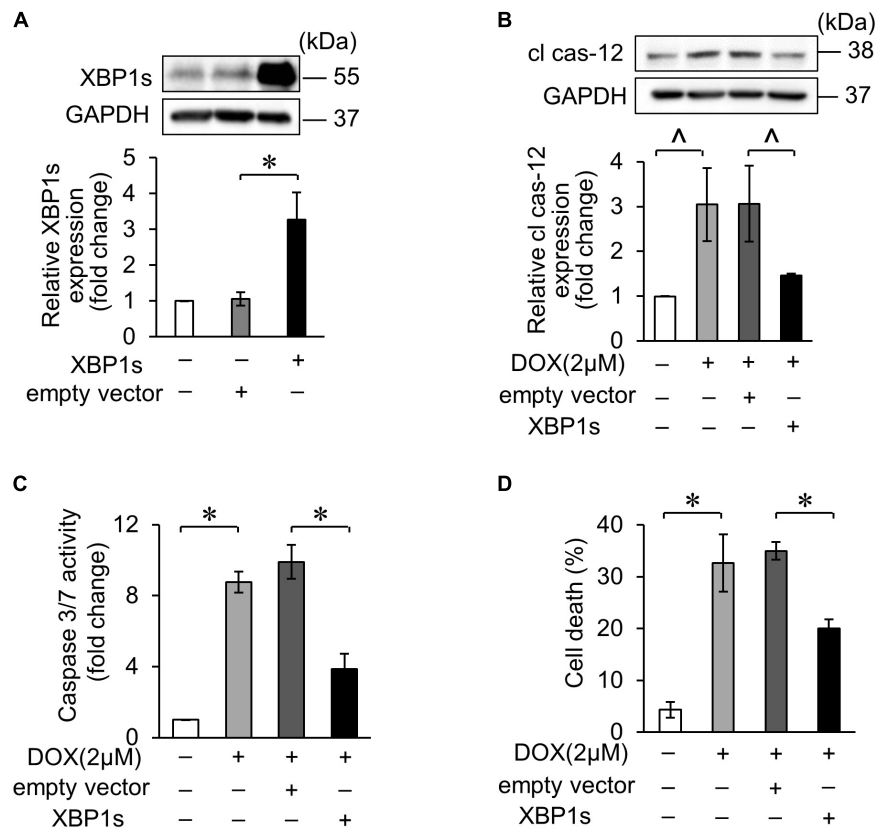 A
(kDa)
XBP1s — 55
GAPDH — 37
*
5
4
3
2
1
0
Relative XBP1s
expression
(fold change)
XBP1s – – +
empty vector – + –
B
(kDa)
cl cas-12 — 38
GAPDH — 37
^ ^
4
3
2
1
0
Relative cl cas-12
expression
(fold change)
DOX(2μM) – + + +
empty vector – – + –
XBP1s – – – +
C
* *
12
8
4
0
Caspase 3/7 activity
(fold change)
DOX(2μM) – + + +
empty vector – – + –
XBP1s – – – +
D
* *
40
30
20
10
0
Cell death (%)
DOX(2μM) – + + +
empty vector – – + –
XBP1s – – – +